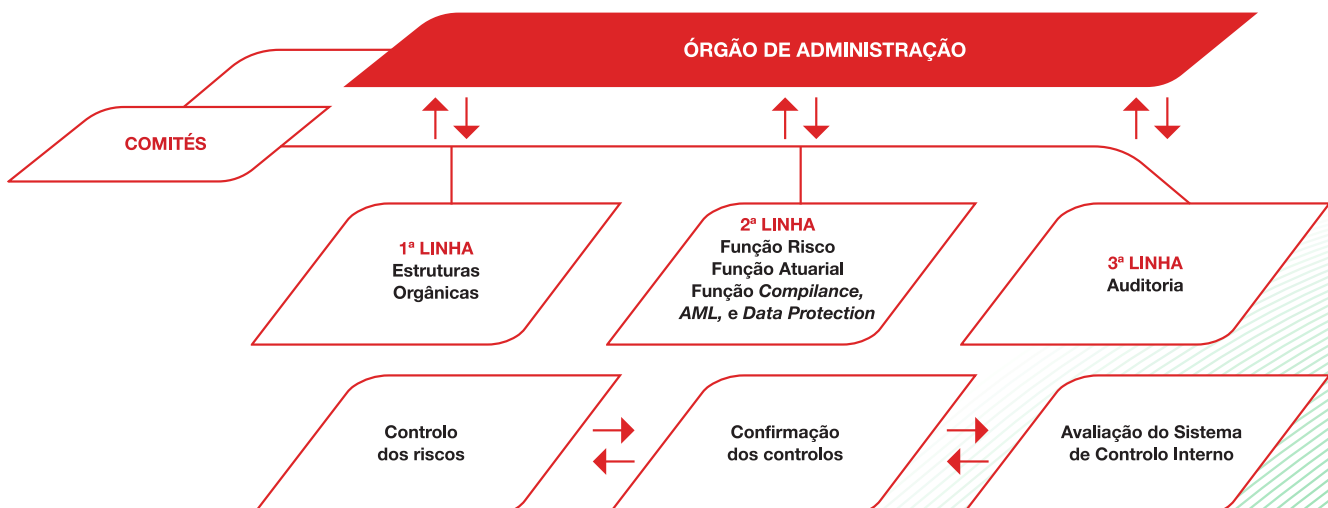 ÓRGÃO DE ADMINISTRAÇÃO
COMITÉS
1ª LINHA
Estruturas
Orgânicas
2ª LINHA
Função Risco
Função Atuarial
Função Compilance,
AML, e Data Protection
3ª LINHA
Auditoria
Controlo
dos riscos
Confirmação
dos controlos
Avaliação do Sistema
de Controlo Interno